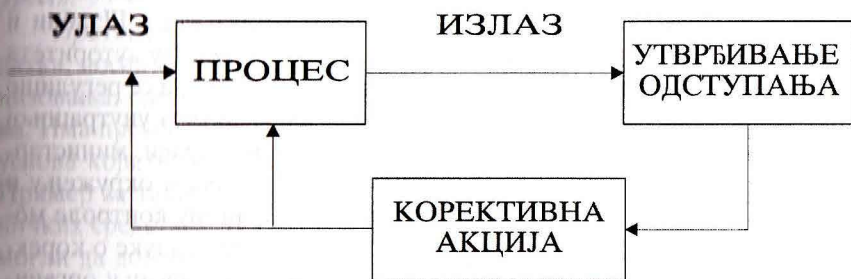 УЛАЗ
ИЗЛАЗ
ПРОЦЕС
УТВРЂИВАЊЕ
ОДСТУПАЊА
КОРЕКТИВНА
АКЦИЈА